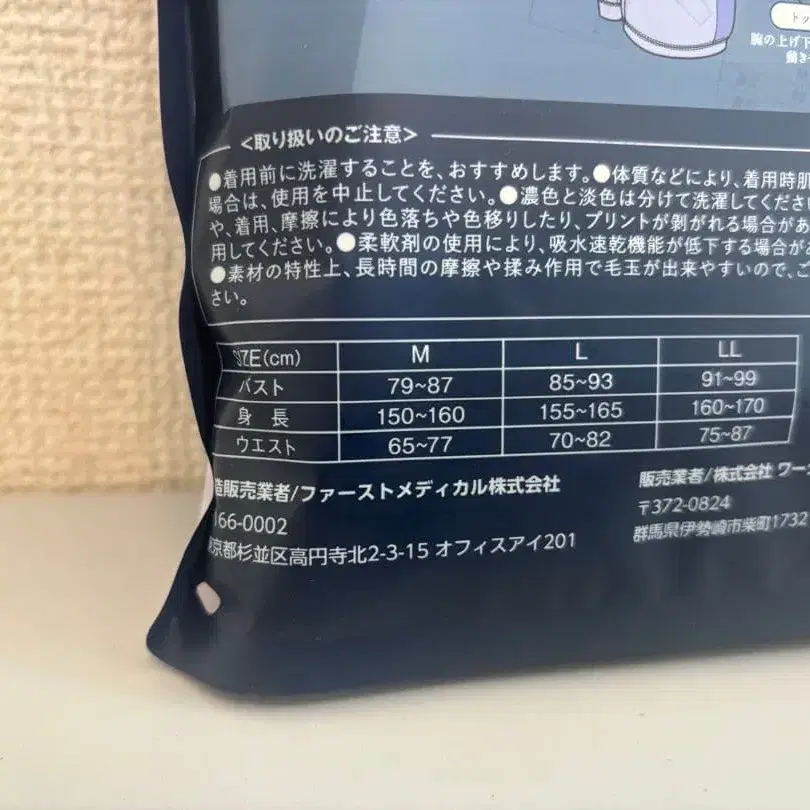 トッ
腕の上げ下
動き
<取り扱いのご注意>
●着用前に洗濯することを、おすすめします。●体質などにより、着用時肌
場合は、使用を中止してください。●濃色と淡色は分けて洗濯してください
や、着用、摩擦により色落ちや色移りしたり、プリントが剥がれる場合があ
用してください。●柔軟剤の使用により、吸水速乾機能が低下する場合があ
●素材の特性上、長時間の摩擦や揉み作用で毛玉が出来やすいので、ご
さい。
SIZE(cm) M L LL
バスト 79~87 85~93 91~99
身 長 150~160 155~165 160~170
ウエスト 65~77 70~82 75~87
造販売業者/ファーストメディカル株式会社
166-0002
京都杉並区高円寺北2-3-15 オフィスアイ201
販売業者/株式会社 ワー
〒372-0824
群馬県伊勢崎市柴町1732